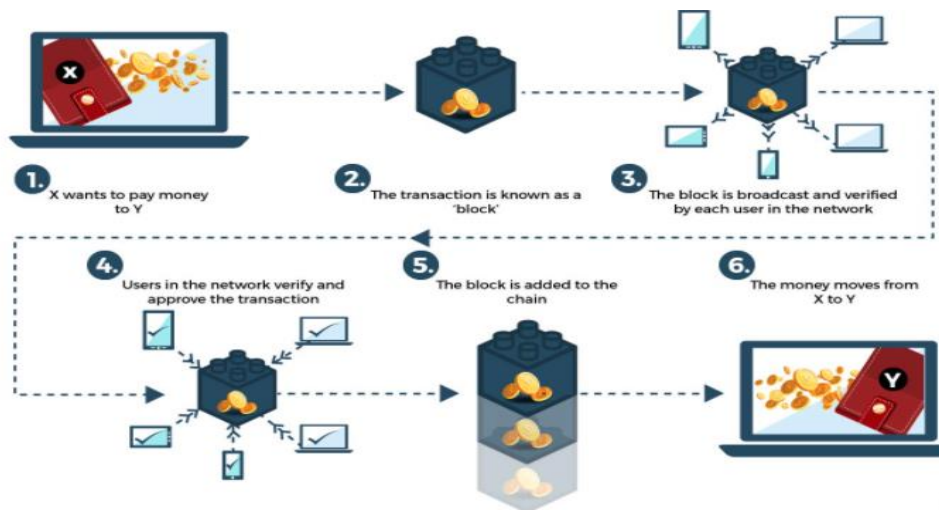 X
1.
X wants to pay money
to Y
2.
The transaction is known as a
'block'
3.
The block is broadcast and verified
by each user in the network
4.
Users in the network verify and
approve the transaction
5.
The block is added to the
chain
6.
The money moves from
X to Y
Y